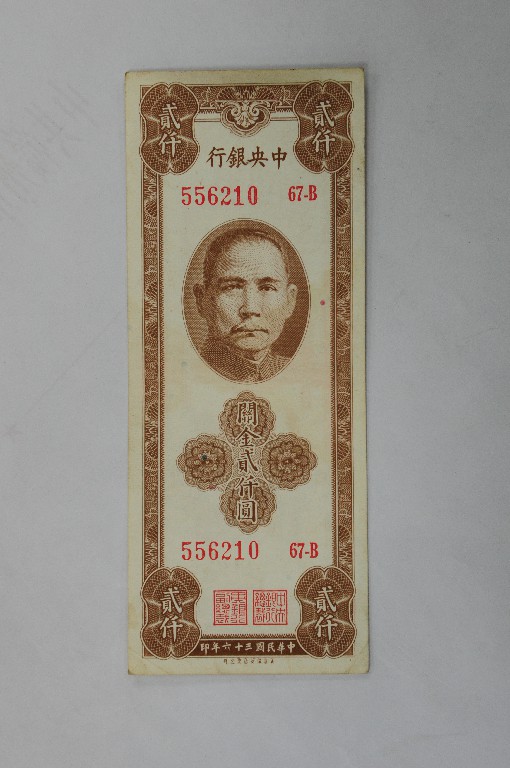 貳仟 貳仟
行銀央中
556210 67-B
關金貳仟圓
556210 67-B
貳仟 貳仟
印年六十三國民華中